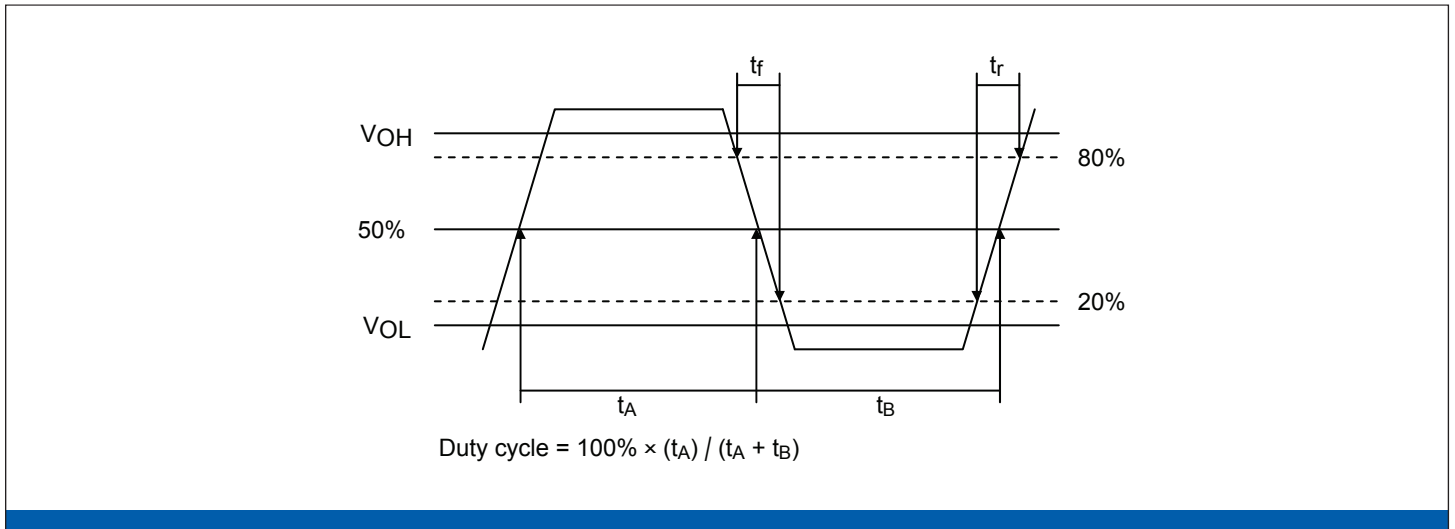 tf
tr
VOH
80%
50%
20%
VOL
tA
tB
Duty cycle = 100% × (tA) / (tA + tB)